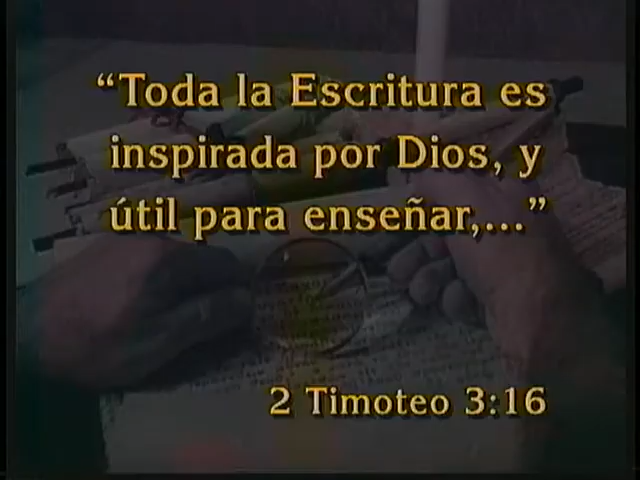 “Toda la Escritura es
inspirada por Dios, y
útil para enseñar,...”
2 Timoteo 3:16